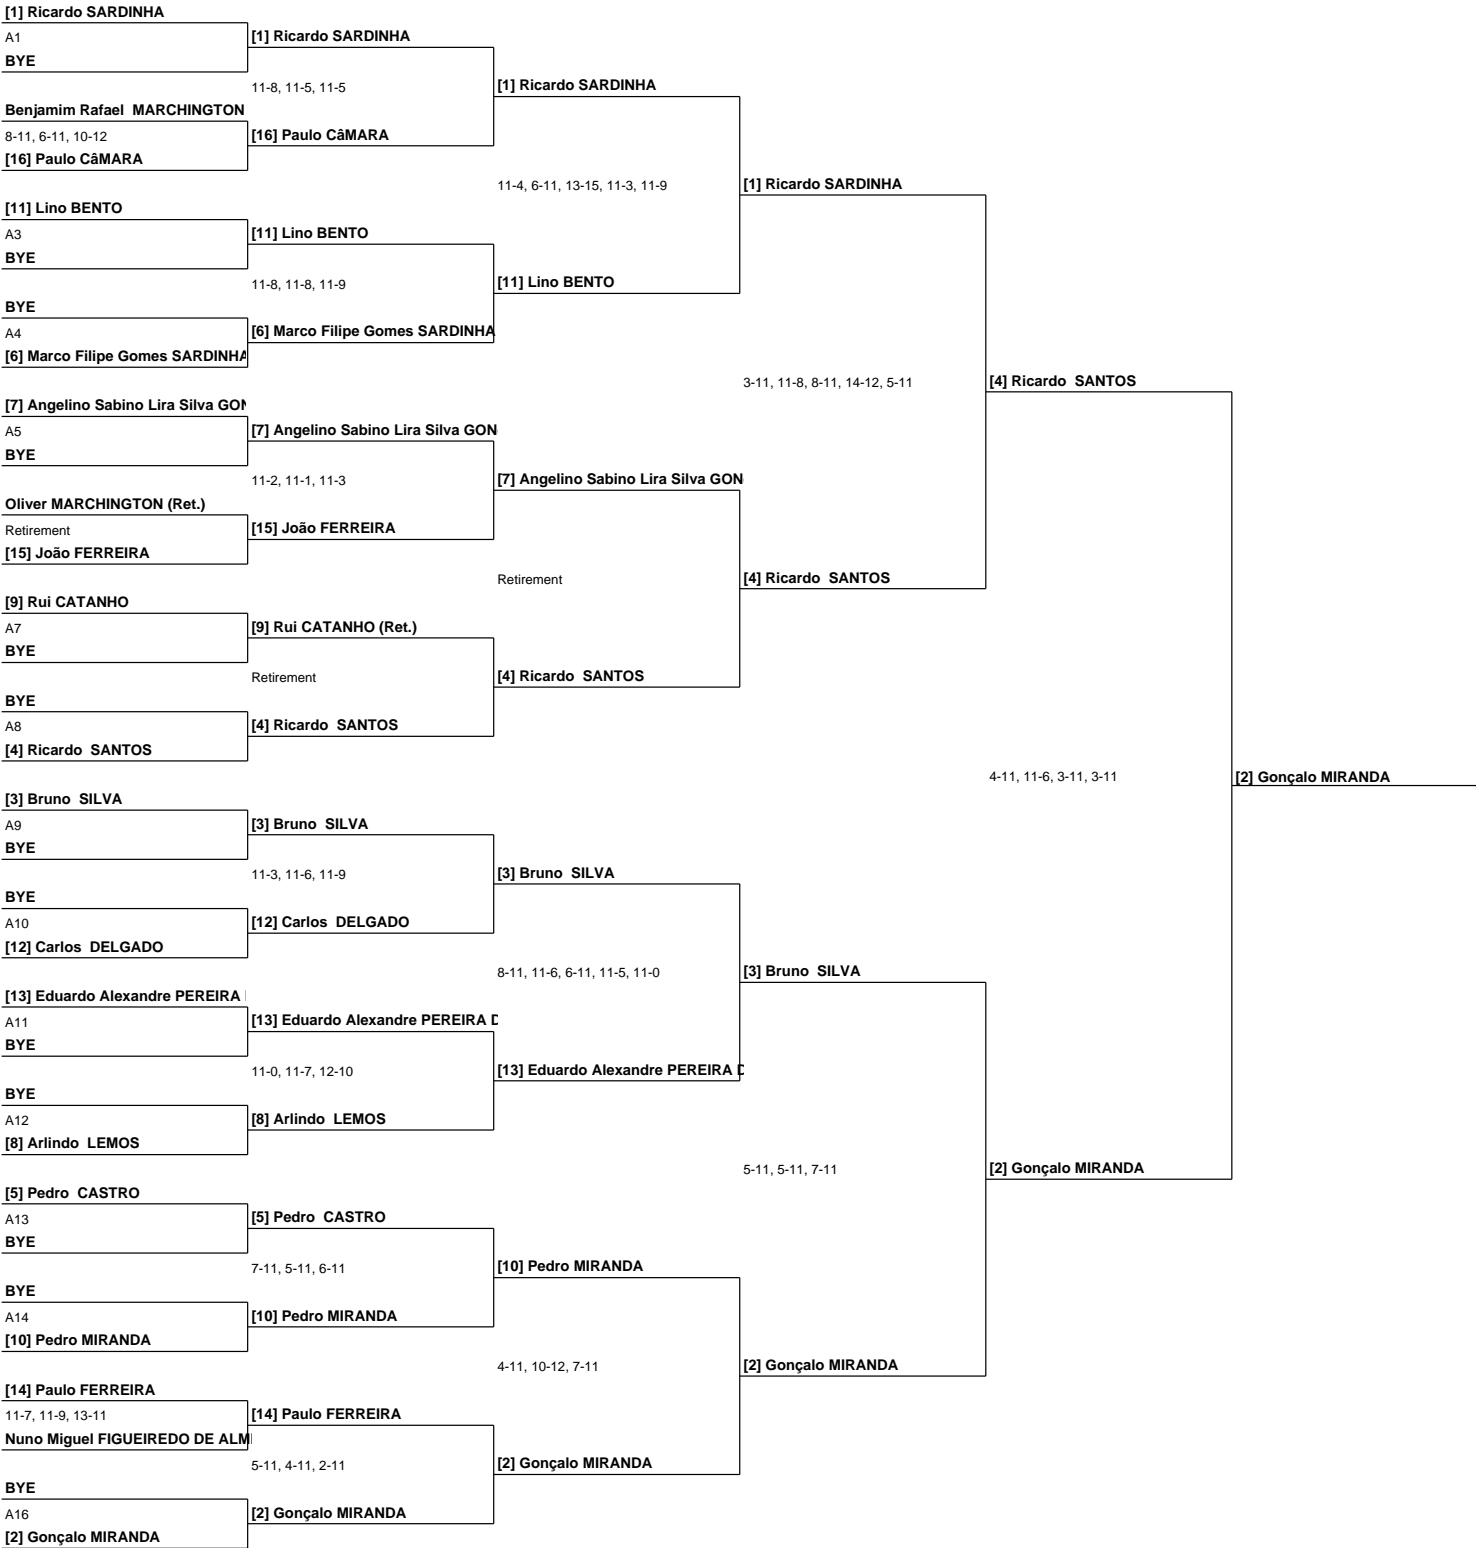 [1] Ricardo SARDINHA
A1
BYE
[1] Ricardo SARDINHA
11-8, 11-5, 11-5
[1] Ricardo SARDINHA
Benjamim Rafael  MARCHINGTON
8-11, 6-11, 10-12
[16] Paulo CâMARA
[16] Paulo CâMARA
11-4, 6-11, 13-15, 11-3, 11-9
[1] Ricardo SARDINHA
[11] Lino BENTO
A3
BYE
[11] Lino BENTO
11-8, 11-8, 11-9
[11] Lino BENTO
BYE
A4
[6] Marco Filipe Gomes SARDINHA
[6] Marco Filipe Gomes SARDINHA
3-11, 11-8, 8-11, 14-12, 5-11
[4] Ricardo  SANTOS
[7] Angelino Sabino Lira Silva GON
A5
BYE
[7] Angelino Sabino Lira Silva GON
11-2, 11-1, 11-3
[7] Angelino Sabino Lira Silva GON
Oliver MARCHINGTON (Ret.)
Retirement
[15] João FERREIRA
[15] João FERREIRA
Retirement
[4] Ricardo  SANTOS
[9] Rui CATANHO
A7
BYE
[9] Rui CATANHO (Ret.)
Retirement
[4] Ricardo  SANTOS
BYE
A8
[4] Ricardo  SANTOS
[4] Ricardo  SANTOS
4-11, 11-6, 3-11, 3-11
[2] Gonçalo MIRANDA
[3] Bruno  SILVA
A9
BYE
[3] Bruno  SILVA
11-3, 11-6, 11-9
[3] Bruno  SILVA
BYE
A10
[12] Carlos  DELGADO
[12] Carlos  DELGADO
8-11, 11-6, 6-11, 11-5, 11-0
[3] Bruno  SILVA
[13] Eduardo Alexandre PEREIRA
A11
BYE
[13] Eduardo Alexandre PEREIRA D
11-0, 11-7, 12-10
[13] Eduardo Alexandre PEREIRA D
BYE
A12
[8] Arlindo  LEMOS
[8] Arlindo  LEMOS
5-11, 5-11, 7-11
[2] Gonçalo MIRANDA
[5] Pedro  CASTRO
A13
BYE
[5] Pedro  CASTRO
7-11, 5-11, 6-11
[10] Pedro MIRANDA
BYE
A14
[10] Pedro MIRANDA
[10] Pedro MIRANDA
4-11, 10-12, 7-11
[2] Gonçalo MIRANDA
[14] Paulo FERREIRA
11-7, 11-9, 13-11
Nuno Miguel FIGUEIREDO DE ALM
[14] Paulo FERREIRA
5-11, 4-11, 2-11
[2] Gonçalo MIRANDA
BYE
A16
[2] Gonçalo MIRANDA
[2] Gonçalo MIRANDA